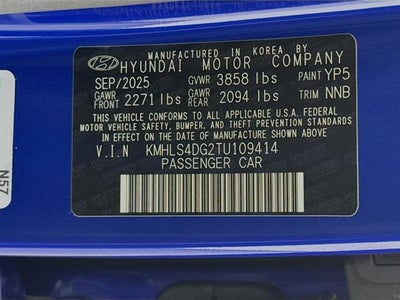 MANUFACTURED IN KOREA BY
HYUNDAI MOTOR COMPANY
SEP/2025 GVWR 3858 lbs PAINT YP5
GAWR FRONT 2271 lbs GAWR REAR 2094 lbs TRIM NNB
THIS VEHICLE CONFORMS TO ALL APPLICABLE U.S.A FEDERAL
MOTOR VEHICLE SAFETY, BUMPER, AND THEFT PREVENTION STANDARDS
IN EFFECT ON THE DATE OF MANUFACTURE SHOWN ABOVE.
V.I.N KMHLS4DG2TU109414
PASSENGER CAR
N57